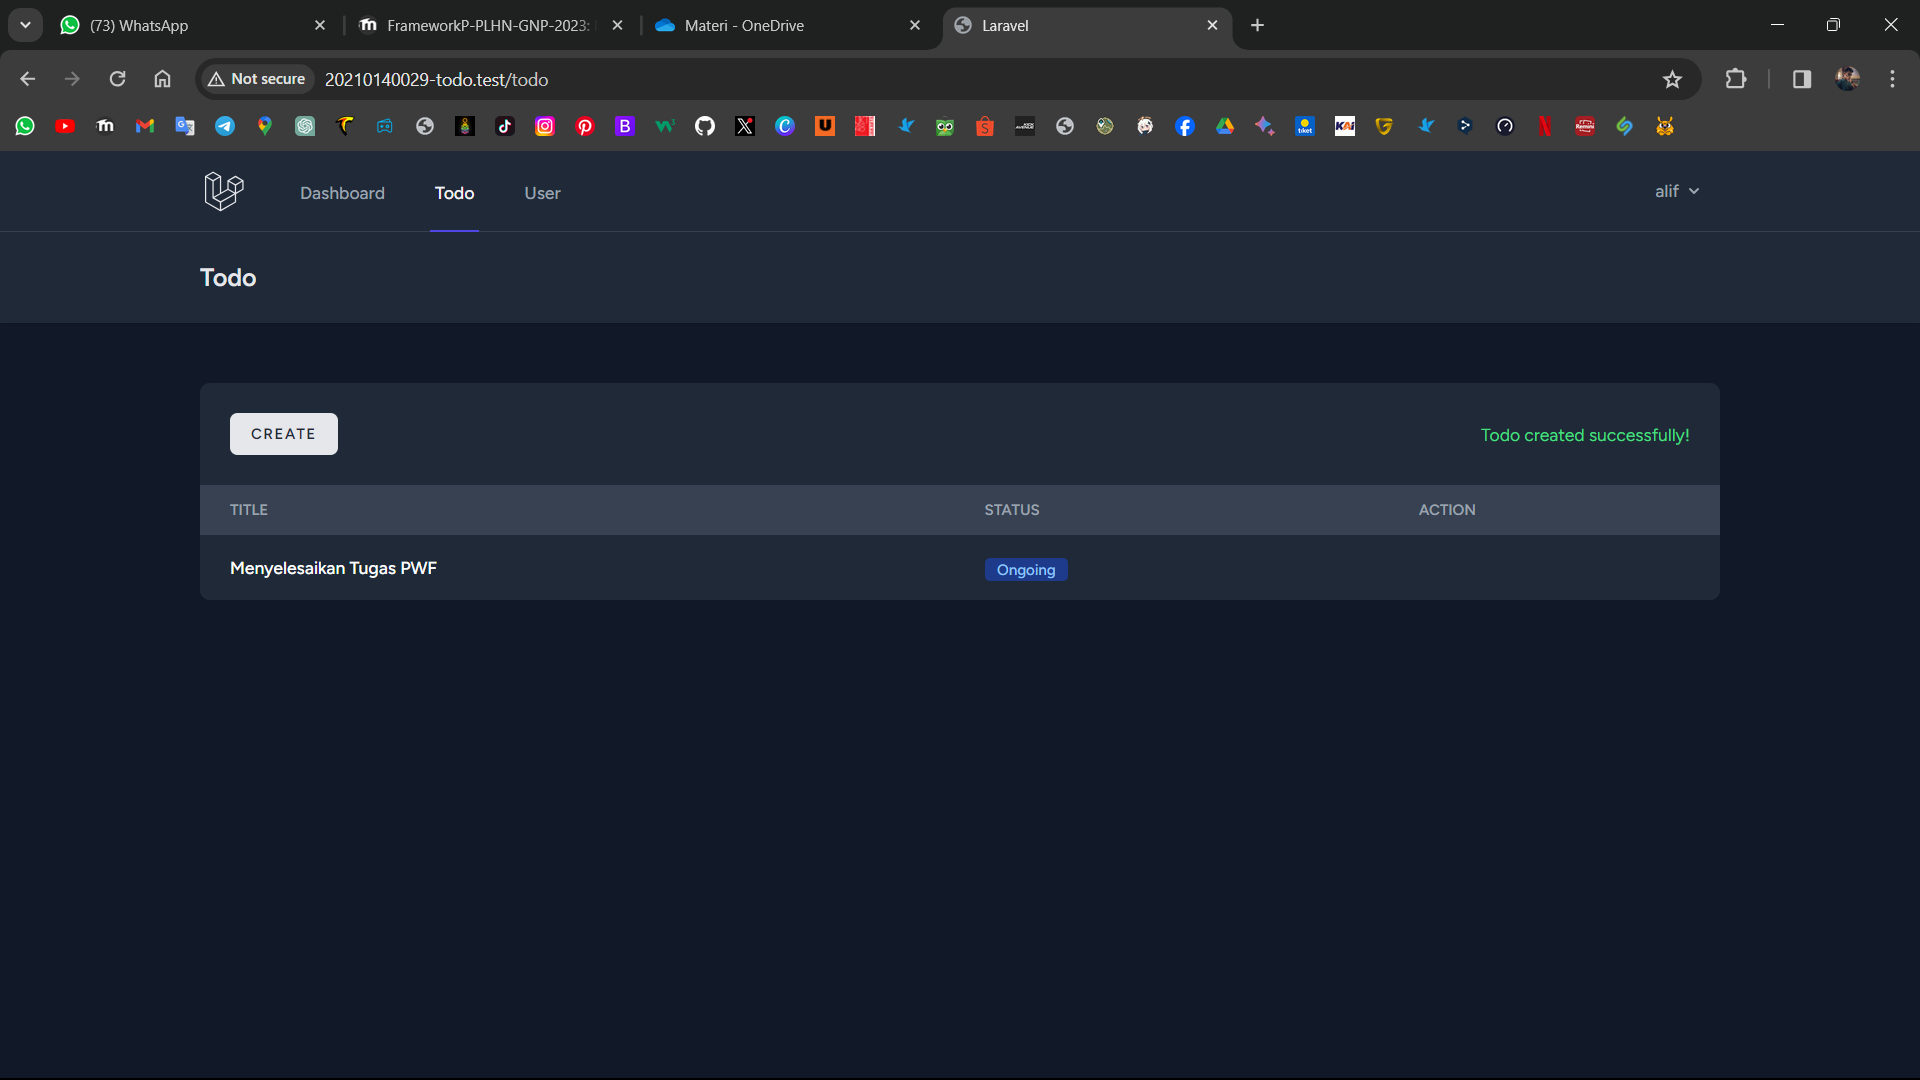 (73) WhatsApp
FrameworkP-PLHN-GNP-2023:
Materi - OneDrive
Laravel
Not secure
20210140029-todo.test/todo
Dashboard
Todo
User
alif
Todo
CREATE
Todo created successfully!
TITLE
STATUS
ACTION
Menyelesaikan Tugas PWF
Ongoing